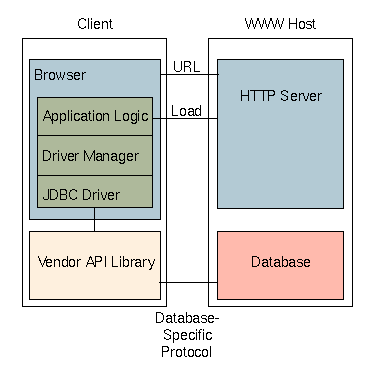 Client
WWW Host
Browser
URL
HTTP Server
Application Logic
Load
Driver Manager
JDBC Driver
Vendor API Library
Database
Database-
Specific
Protocol